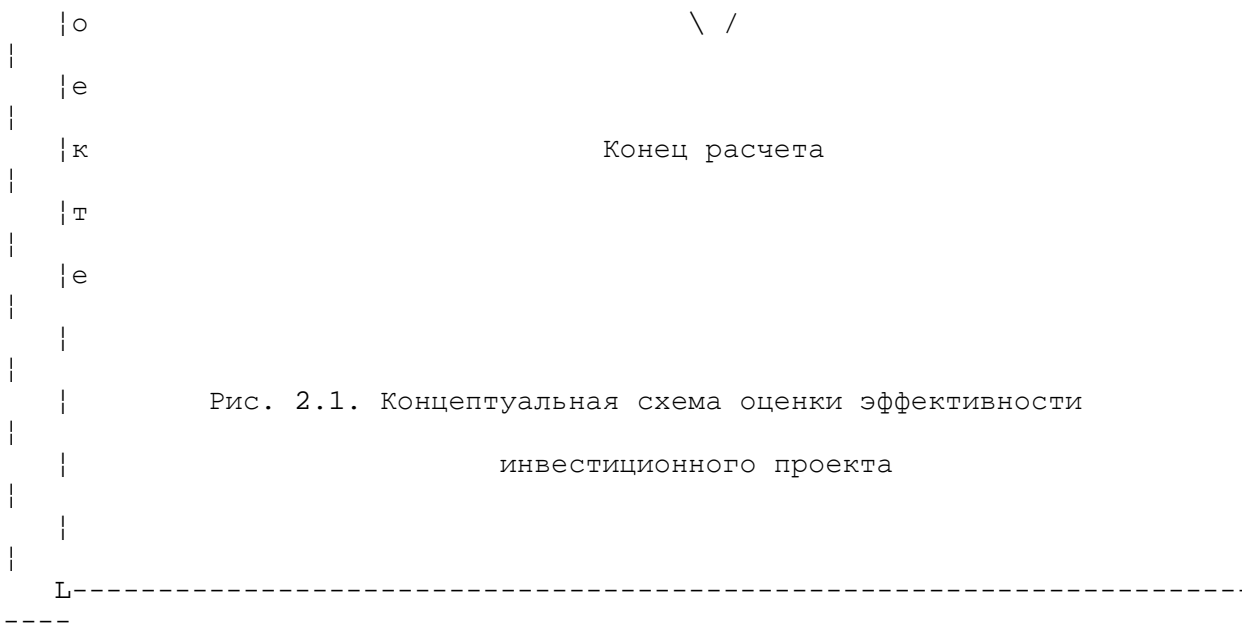 ¦о \ /
¦
¦е
¦
¦к Конец расчета
¦
¦т
¦
¦е
¦
¦
¦
¦ Рис. 2.1. Концептуальная схема оценки эффективности
¦
¦ инвестиционного проекта
¦
¦
¦
L--------------------------------------------------------------------
----